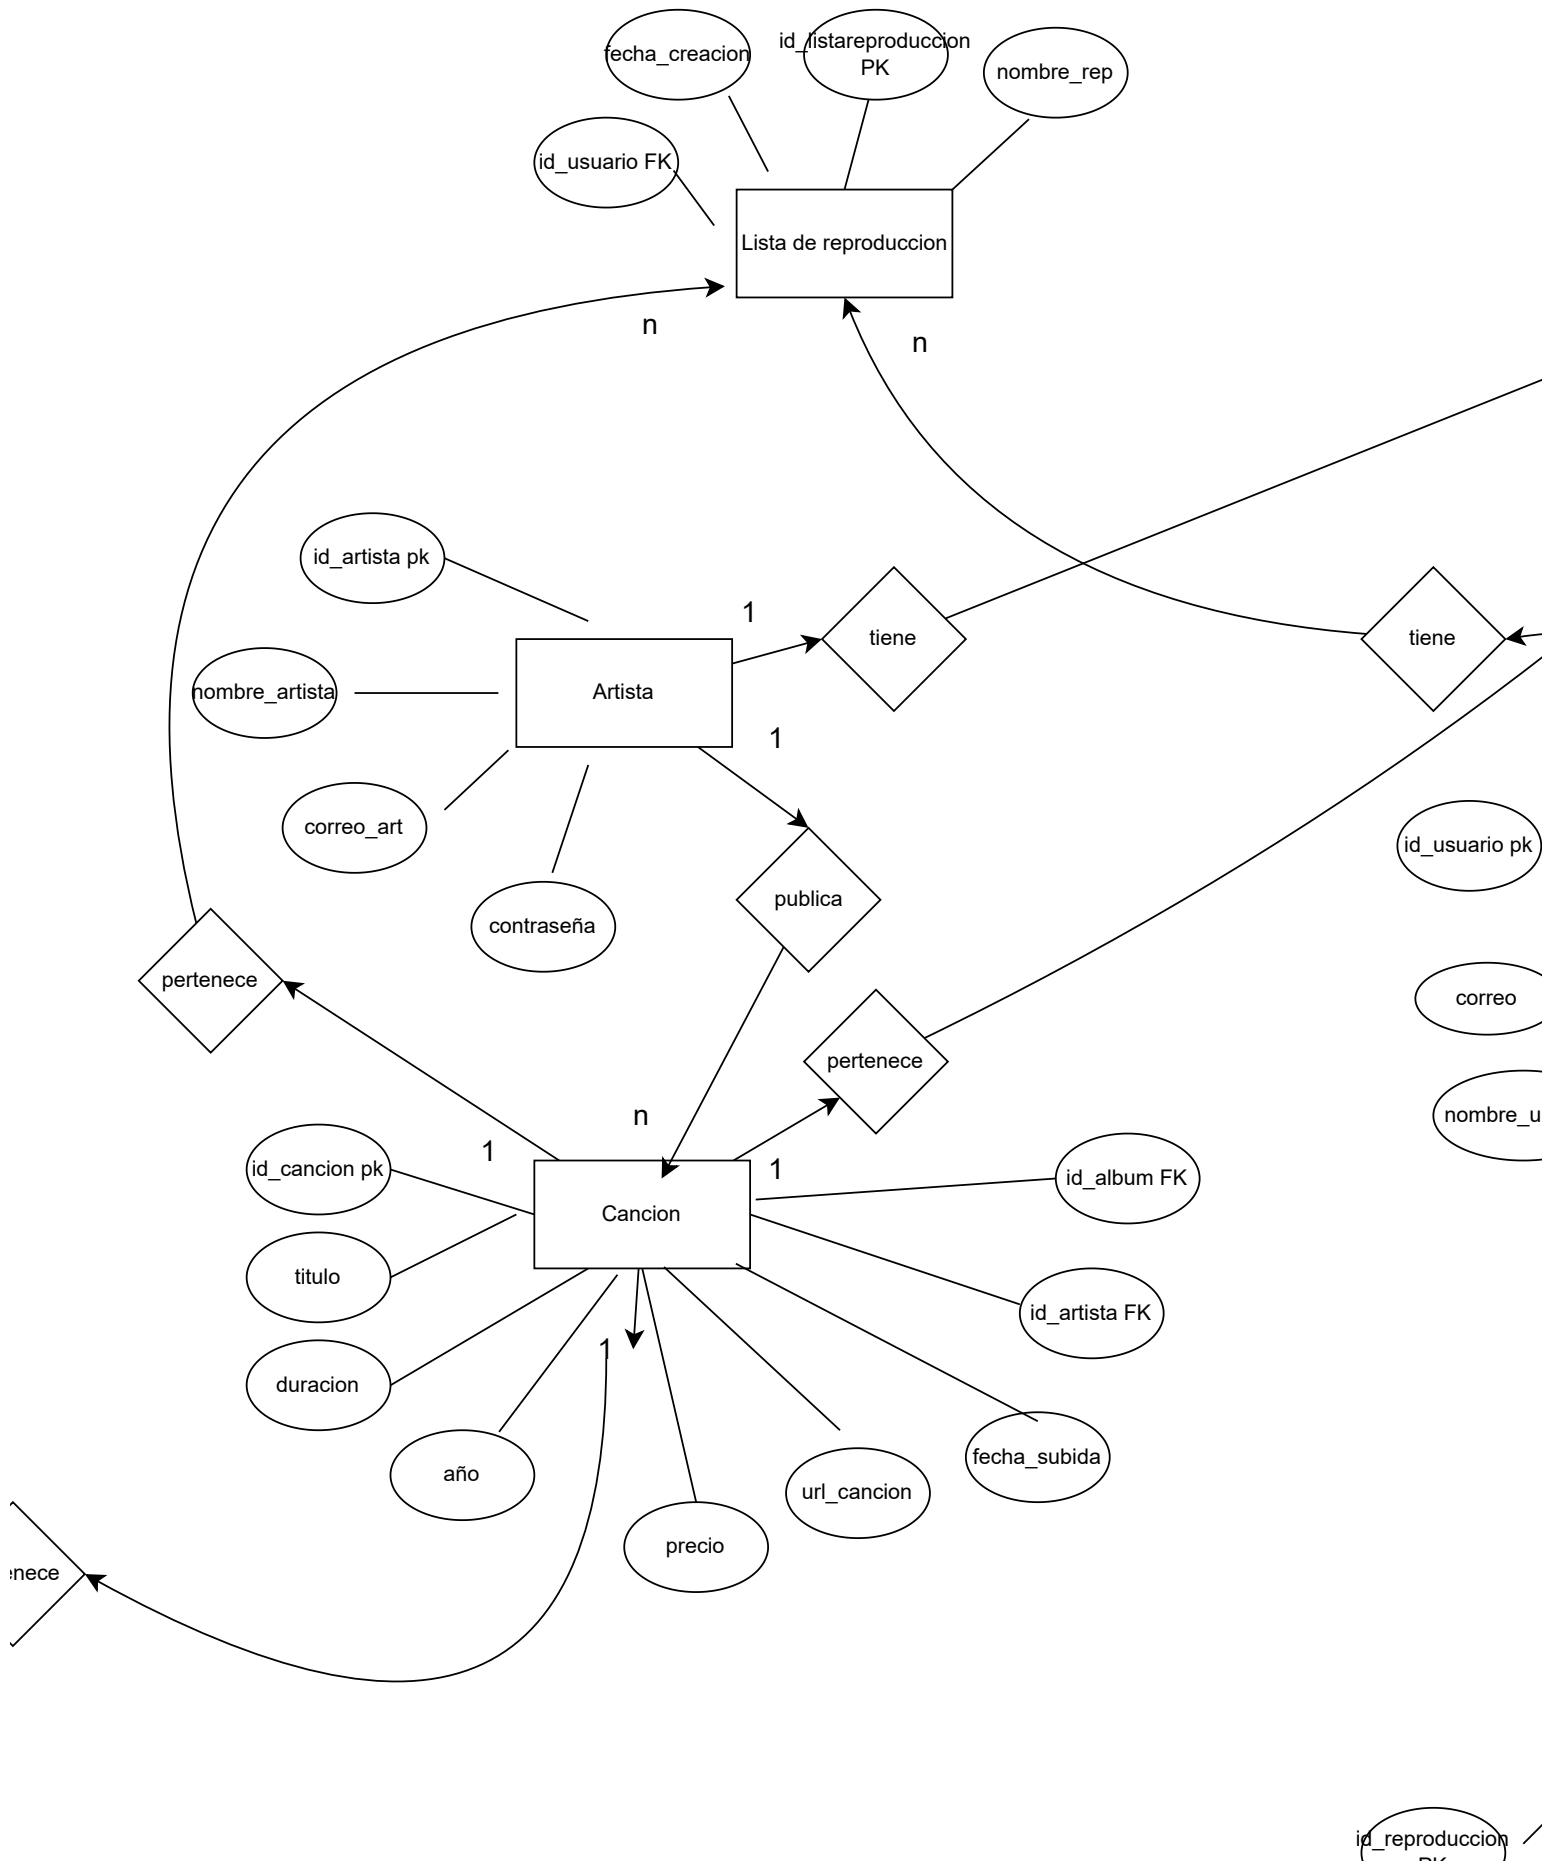 fecha_creacion
id_listareproduccion
PK
nombre_rep
id_usuario FK
Lista de reproduccion
n
n
id_artista pk
1
tiene
tiene
nombre_artista
Artista
1
correo_art
contraseña
publica
id_usuario pk
pertenece
correo
pertenece
n
nombre_u
1
1
id_cancion pk
id_album FK
Cancion
titulo
id_artista FK
1
duracion
año
fecha_subida
url_cancion
precio
enece
id_reproduccion